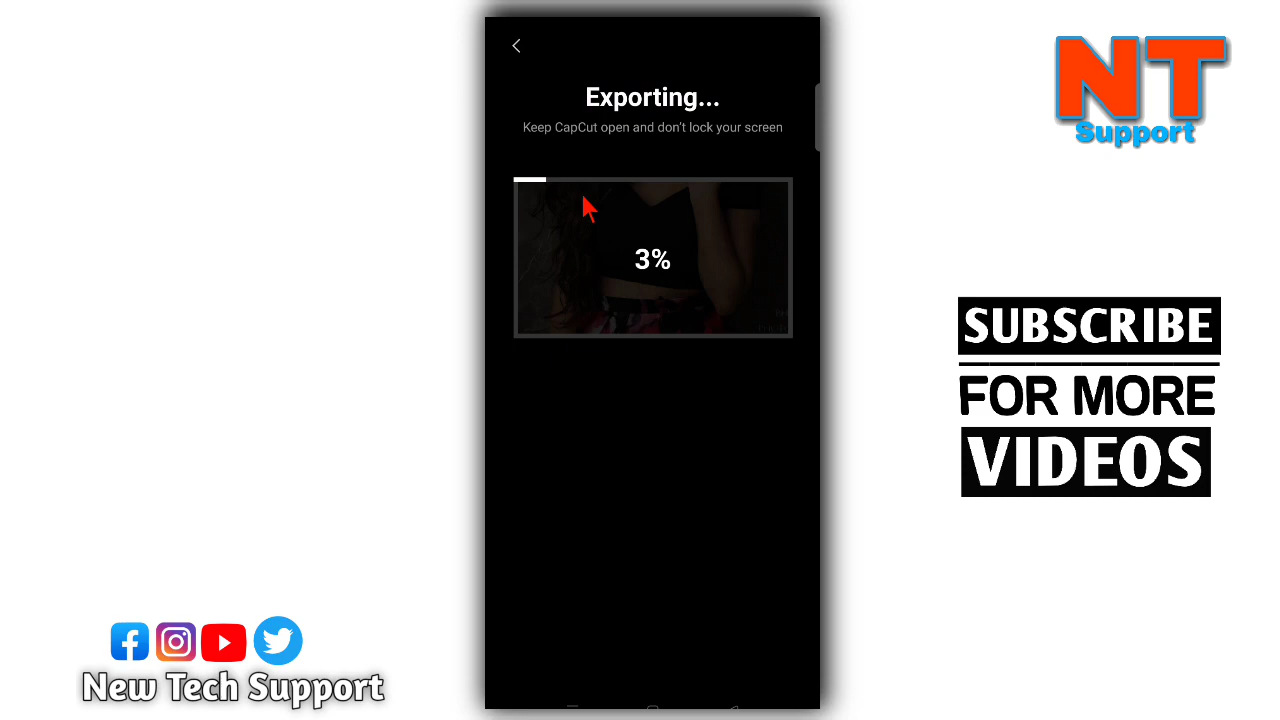 Exporting...
Keep CapCut open and don't lock your screen
3%
NT
Support
SUBSCRIBE
FOR MORE
VIDEOS
New Tech Support